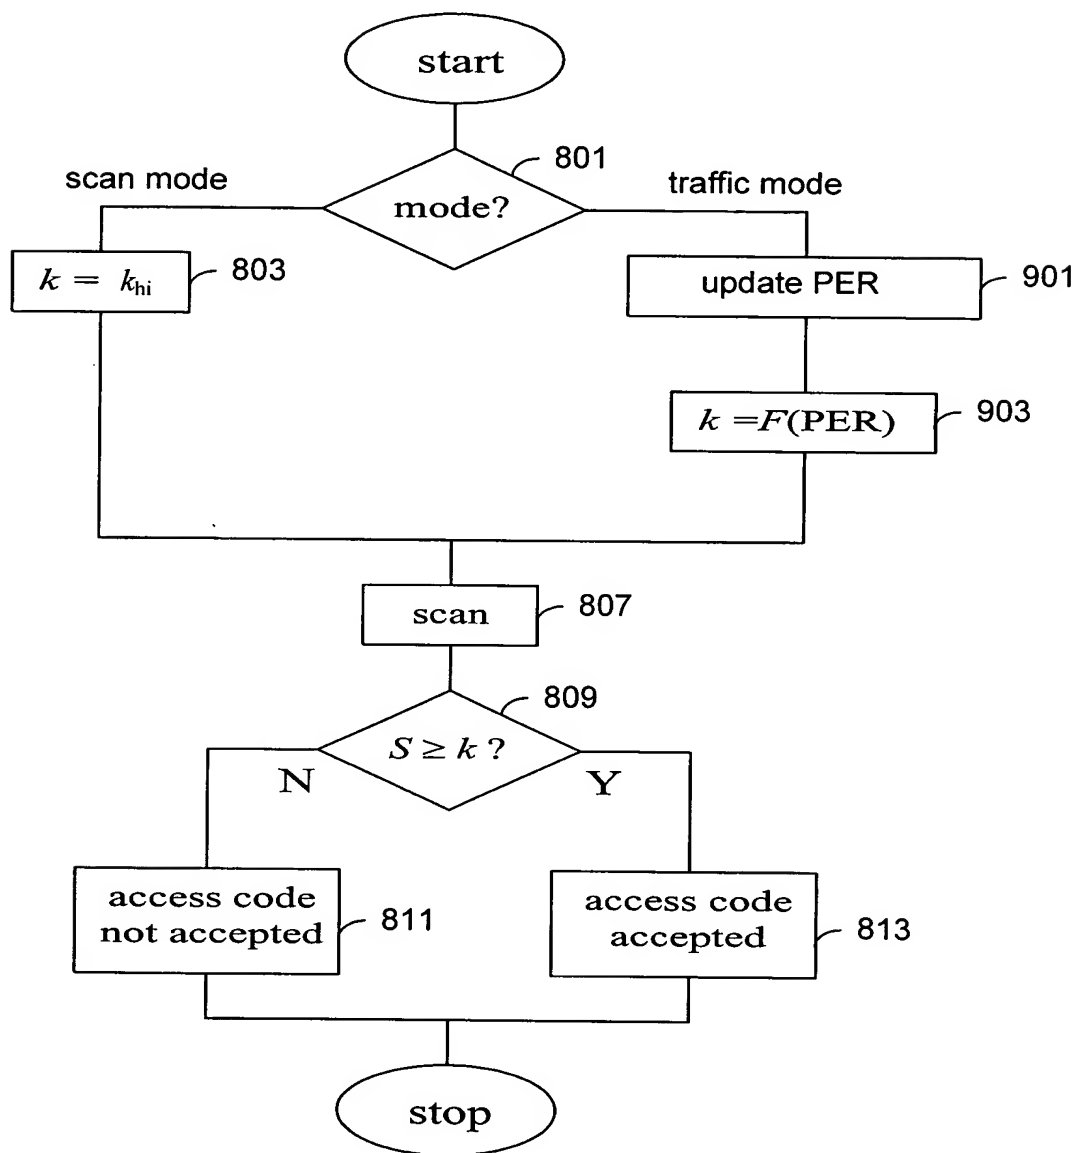 start
801
scan mode
mode?
traffic mode
k = k_hi
803
update PER
901
k =F(PER)
903
scan
807
809
S ≥ k ?
N
Y
access code
not accepted
811
access code
accepted
813
stop